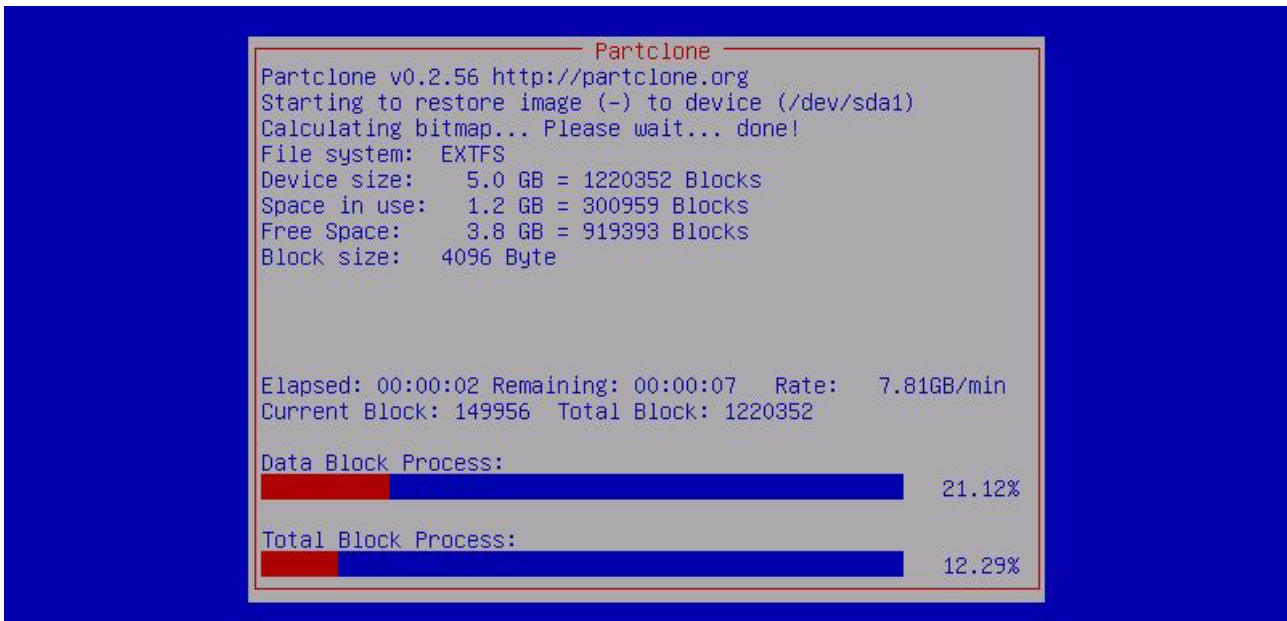 Partclone
Partclone v0.2.56 http://partclone.org
Starting to restore image (-) to device (/dev/sda1)
Calculating bitmap... Please wait... done!
File system:  EXTFS
Device size:    5.0 GB = 1220352 Blocks
Space in use:   1.2 GB = 300959 Blocks
Free Space:     3.8 GB = 919393 Blocks
Block size:   4096 Byte
Elapsed: 00:00:02 Remaining: 00:00:07   Rate:   7.81GB/min
Current Block: 149956  Total Block: 1220352
Data Block Process:
21.12%
Total Block Process:
12.29%